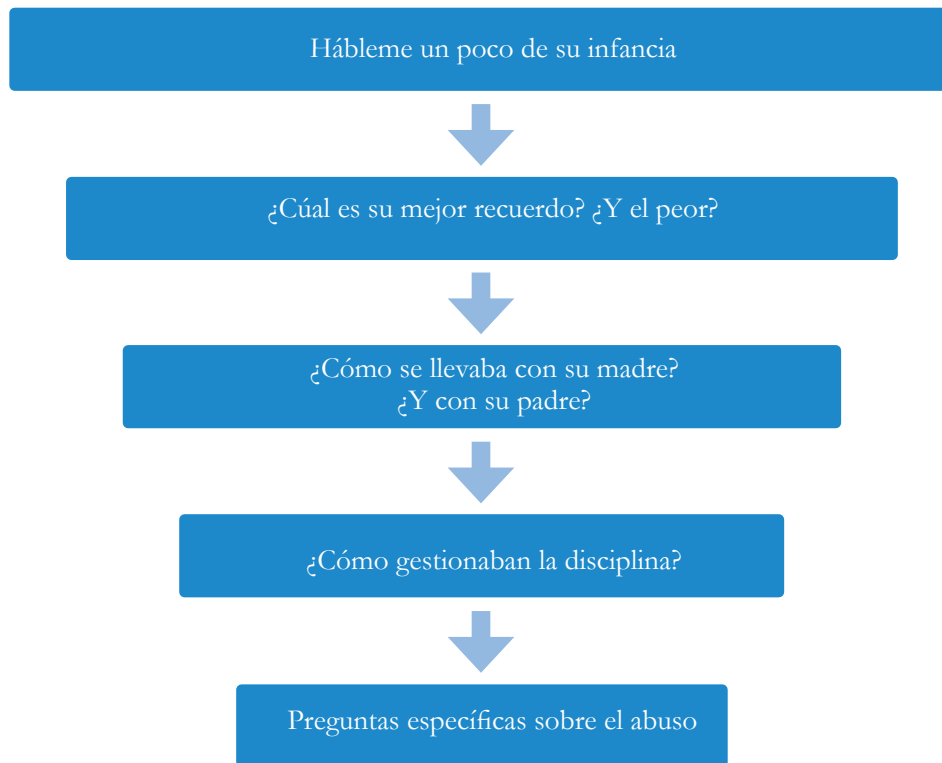 Hábleme un poco de su infancia
¿Cúal es su mejor recuerdo? ¿Y el peor?
¿Cómo se llevaba con su madre?
¿Y con su padre?
¿Cómo gestionaban la disciplina?
Preguntas específicas sobre el abuso